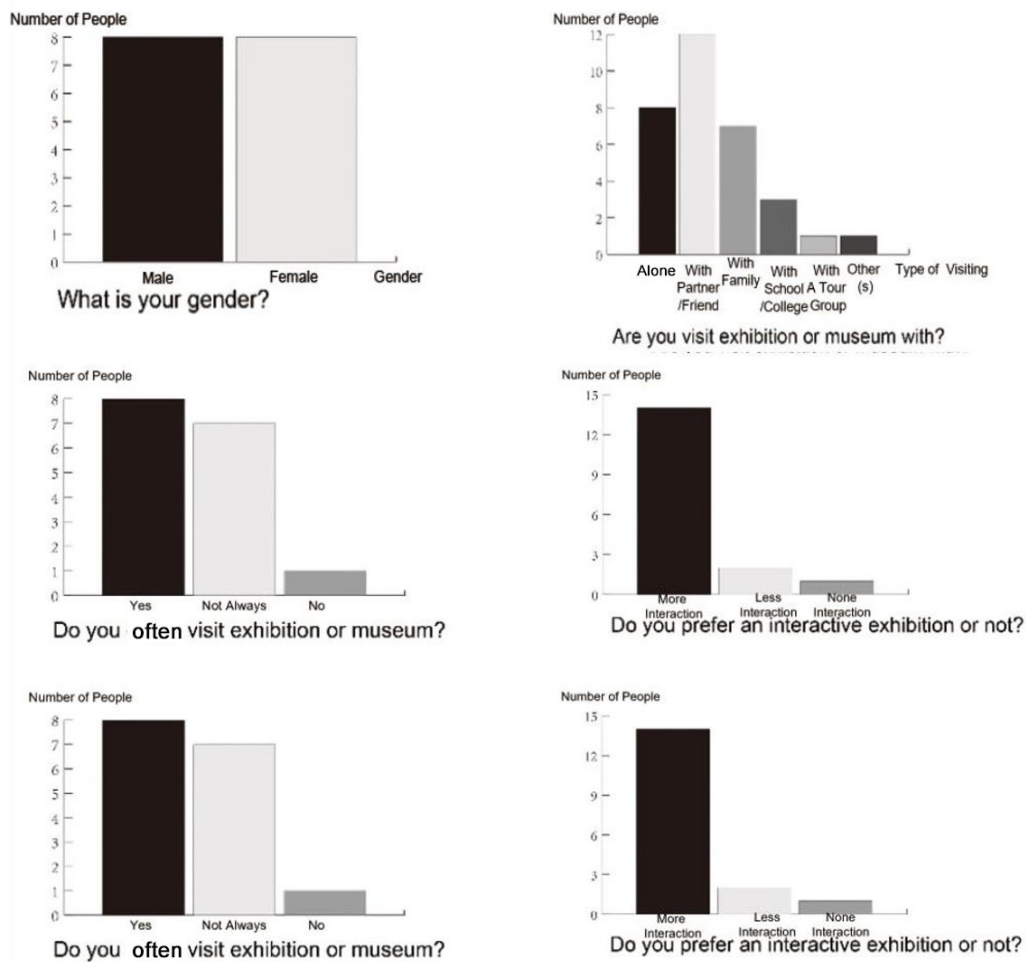 Number of People
8
7
6
5
4
3
2
1
0
Male Female Gender
What is your gender?
Number of People
12
10
8
6
4
2
0
Alone With Partner /Friend With Family With School /College With A Tour Group Other (s) Type of Visiting
Are you visit exhibition or museum with?
Number of People
8
7
6
5
4
3
2
1
0
Yes Not Always No
Do you often visit exhibition or museum?
Number of People
15
12
9
6
3
0
More Less None
Interaction Interaction Interaction
Do you prefer an interactive exhibition or not?
Number of People
8
7
6
5
4
3
2
1
0
Yes Not Always No
Do you often visit exhibition or museum?
Number of People
15
12
9
6
3
0
More Less None
Interaction Interaction Interaction
Do you prefer an interactive exhibition or not?